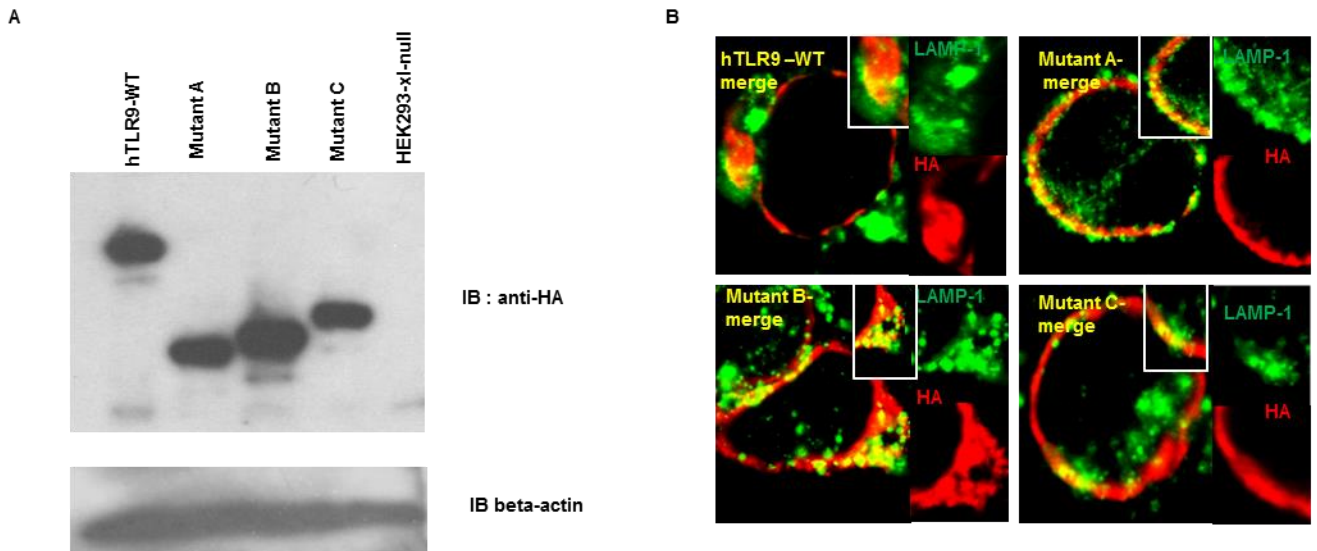 A
hTLR9-WT
Mutant A
Mutant B
Mutant C
HEK293-xl-null
IB : anti-HA
IB beta-actin
B
hTLR9 –WT
merge
LAMP-1
HA
Mutant A-
merge
LAMP-1
HA
Mutant B-
merge
LAMP-1
HA
Mutant C-
merge
LAMP-1
HA